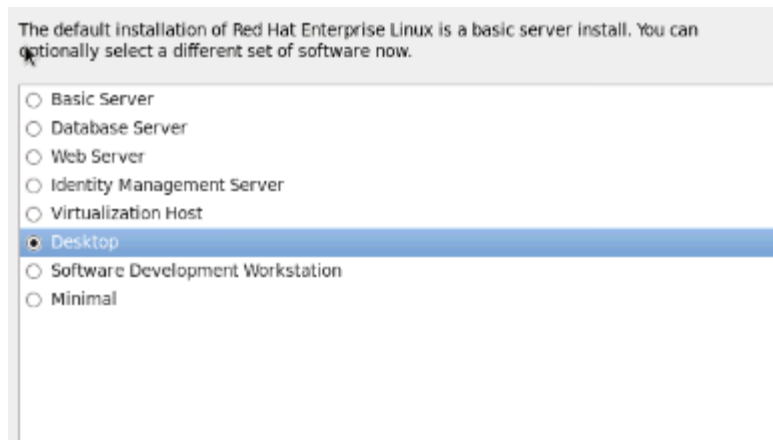 The default installation of Red Hat Enterprise Linux is a basic server install. You can
optionally select a different set of software now.
Basic Server
Database Server
Web Server
Identity Management Server
Virtualization Host
Desktop
Software Development Workstation
Minimal